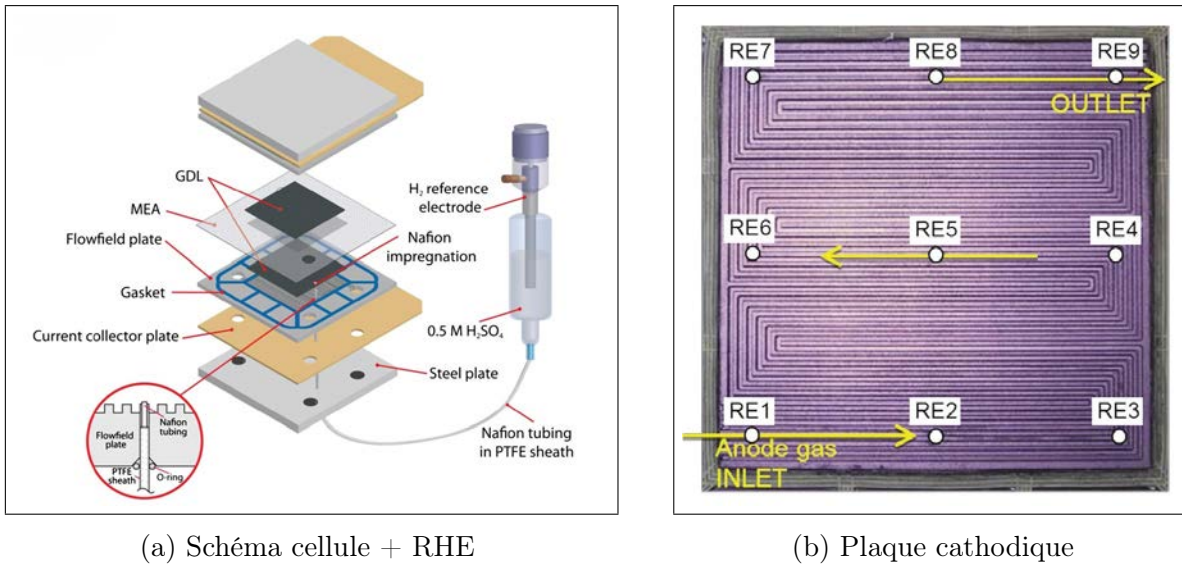 GDL
MEA
Flowfield plate
Gasket
Current collector plate
Nafion
impregnation
H₂ reference
electrode
0.5 M H₂SO₄
Steel plate
Nafion tubing
in PTFE sheath
Flowfield
plate
Nafion
tubing
PTFE
sheath
O-ring
(a) Schéma cellule + RHE
RE7
RE8
RE9
OUTLET
RE6
RE5
RE4
RE1
RE2
RE3
Anode gas
INLET
(b) Plaque cathodique